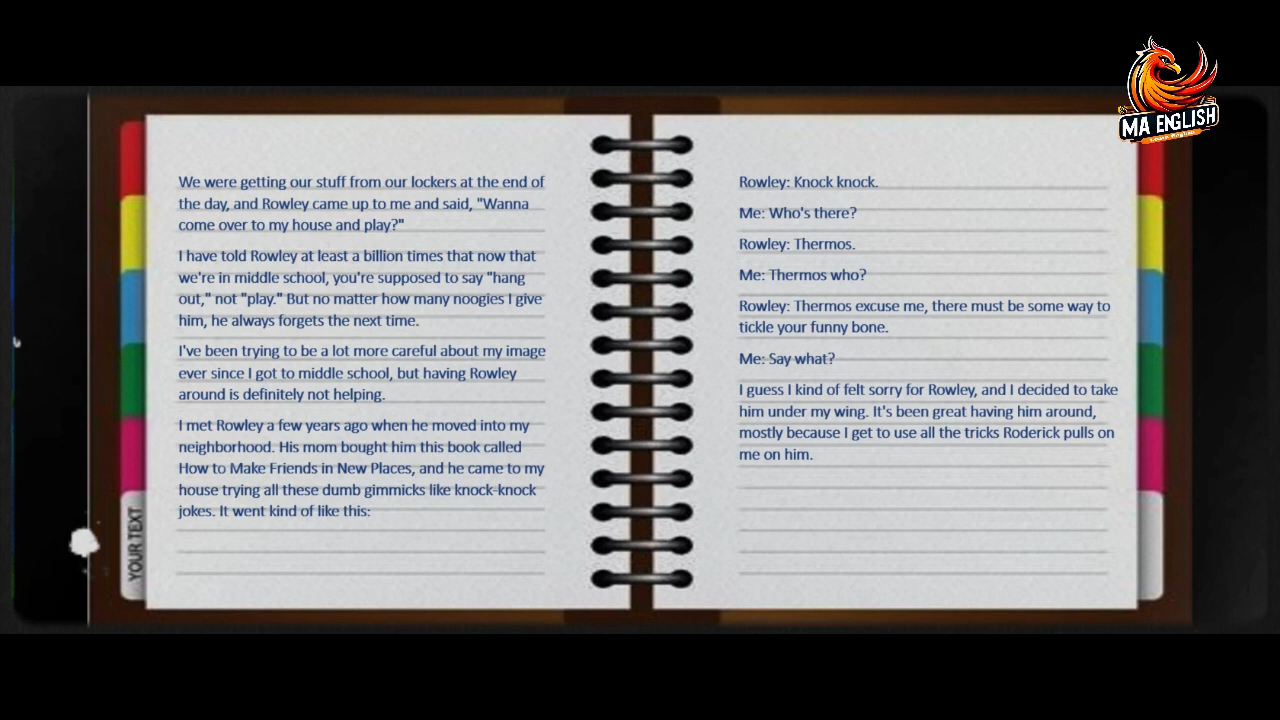 MA ENGLISH
Learn English
We were getting our stuff from our lockers at the end of
the day, and Rowley came up to me and said, "Wanna
come over to my house and play?"
I have told Rowley at least a billion times that now that
we're in middle school, you're supposed to say "hang
out," not "play." But no matter how many noogies I give
him, he always forgets the next time.
I've been trying to be a lot more careful about my image
ever since I got to middle school, but having Rowley
around is definitely not helping.
I met Rowley a few years ago when he moved into my
neighborhood. His mom bought him this book called
How to Make Friends in New Places, and he came to my
house trying all these dumb gimmicks like knock-knock
jokes. It went kind of like this:
YOUR TEXT
Rowley: Knock knock.
Me: Who's there?
Rowley: Thermos.
Me: Thermos who?
Rowley: Thermos excuse me, there must be some way to
tickle your funny bone.
Me: Say what?
I guess I kind of felt sorry for Rowley, and I decided to take
him under my wing. It's been great having him around,
mostly because I get to use all the tricks Roderick pulls on
me on him.